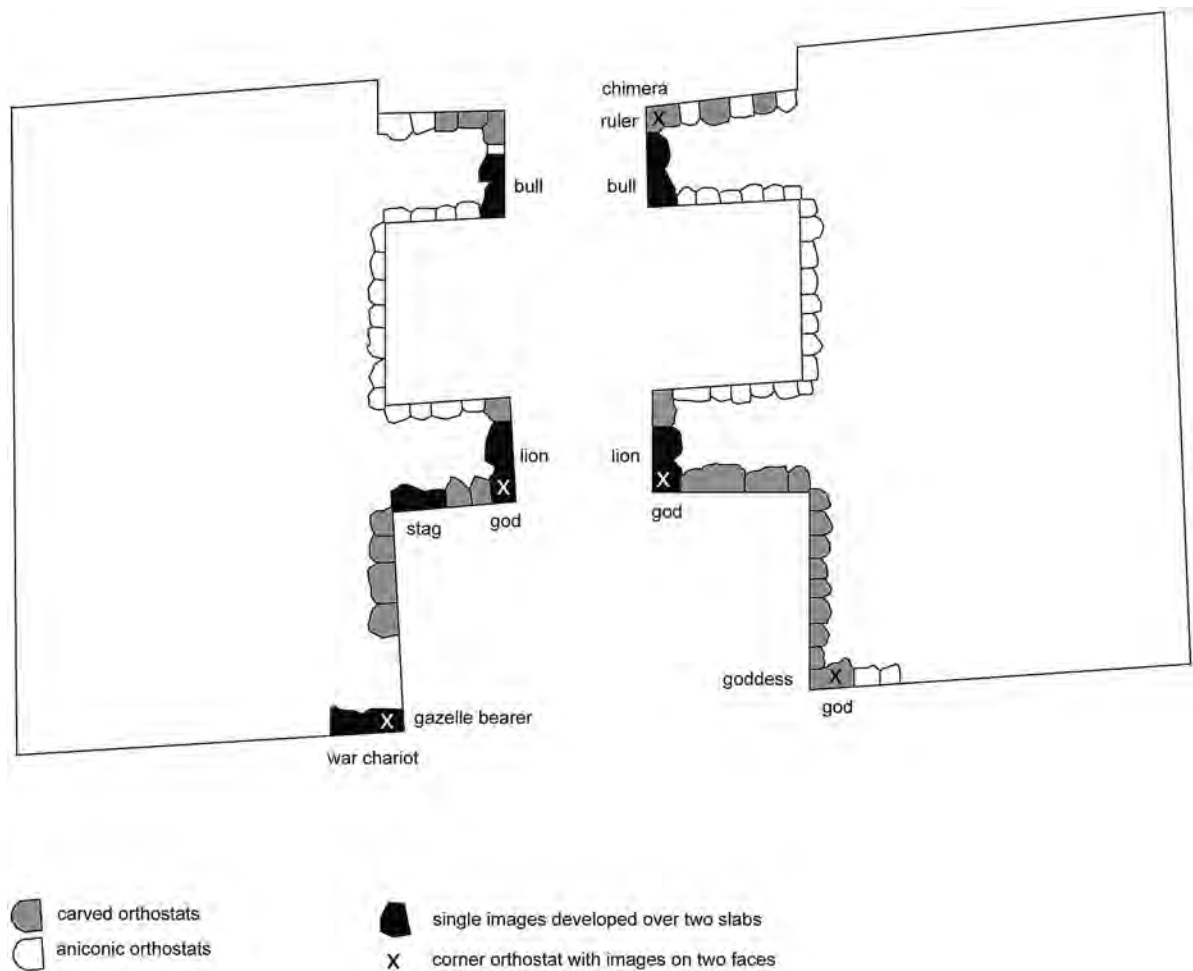 chimera
ruler
X
bull
bull
lion
lion
X
X
stag
god
god
goddess
X
god
X
gazelle bearer
war chariot
carved orthostats
single images developed over two slabs
aniconic orthostats
X
corner orthostat with images on two faces